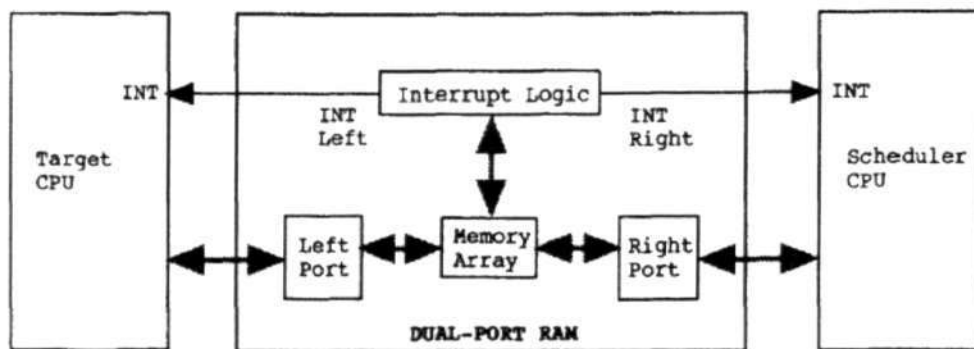 INT
Interrupt Logic
INT
INT
Left
INT
Right
Target
CPU
Scheduler
CPU
Left
Port
Memory
Array
Right
Port
DUAL-PORT RAM